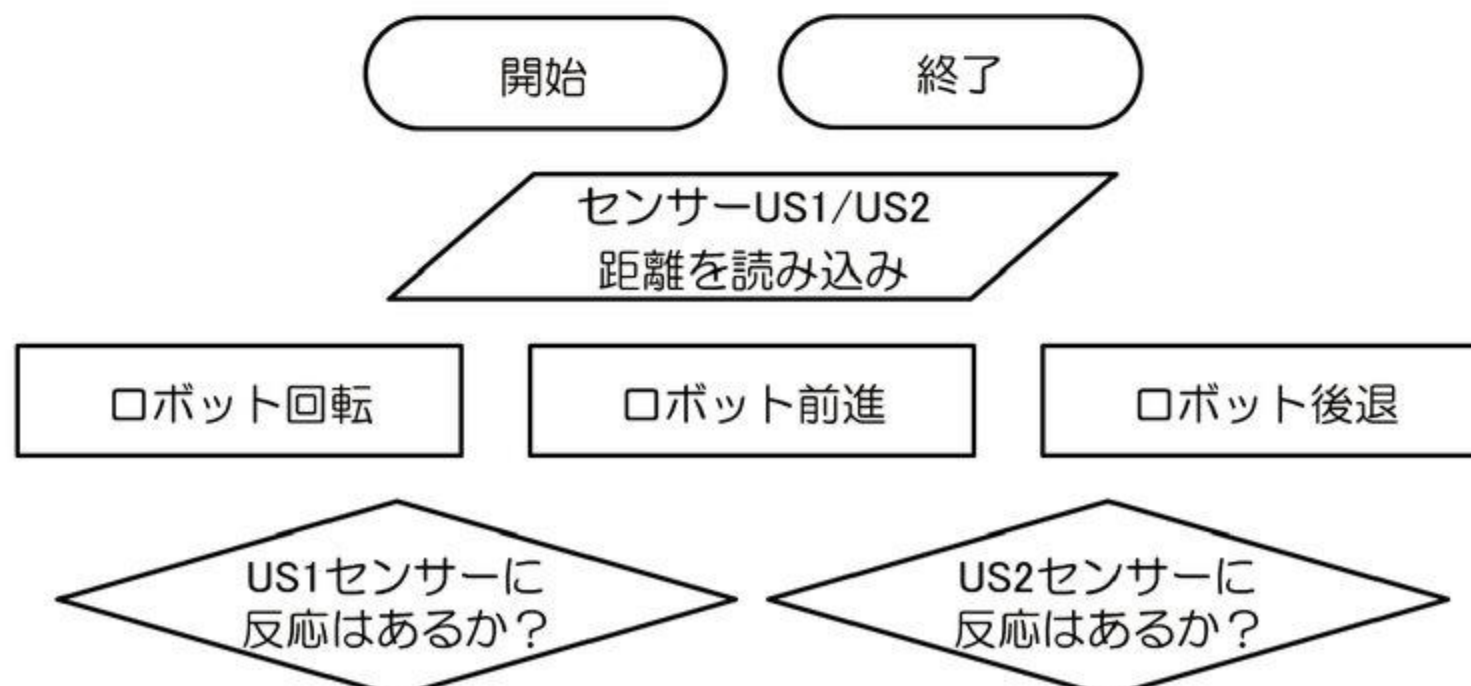 開始
終了
センサーUS1/US2
距離を読み込み
ロボット回転
ロボット前進
ロボット後退
US1センサーに
反応はあるか？
US2センサーに
反応はあるか？